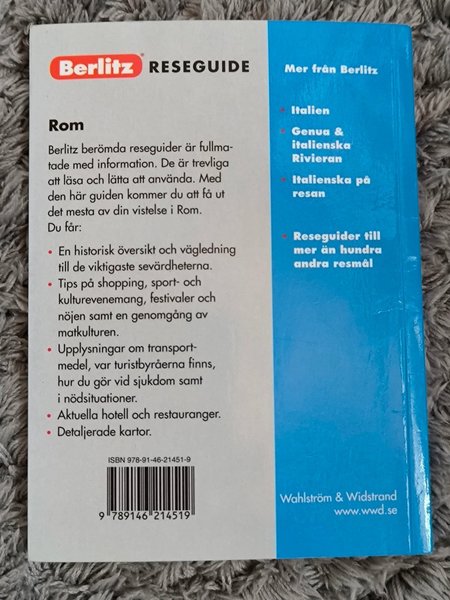 Berlitz RESEGUIDE
Rom
Berlitz berömda reseguider är fullma-
tade med information. De är trevliga
att läsa och lätta att använda. Med
den här guiden kommer du att få ut
det mesta av din vistelse i Rom.
Du får:
• En historisk översikt och vägledning
till de viktigaste sevärdheterna.
• Tips på shopping, sport- och
kulturevenemang, festivaler och
nöjen samt en genomgång av
matkulturen.
• Upplysningar om transport-
medel, var turistbyråerna finns,
hur du gör vid sjukdom samt
i nödsituationer.
• Aktuella hotell och restauranger.
• Detaljerade kartor.
ISBN 978-91-46-21451-9
9 789146 214519
Mer från Berlitz
• Italien
• Genua &
italienska
Rivieran
• Italienska på
resan
• Reseguider till
mer än hundra
andra resmål
Wahlström & Widstrand
www.wwd.se